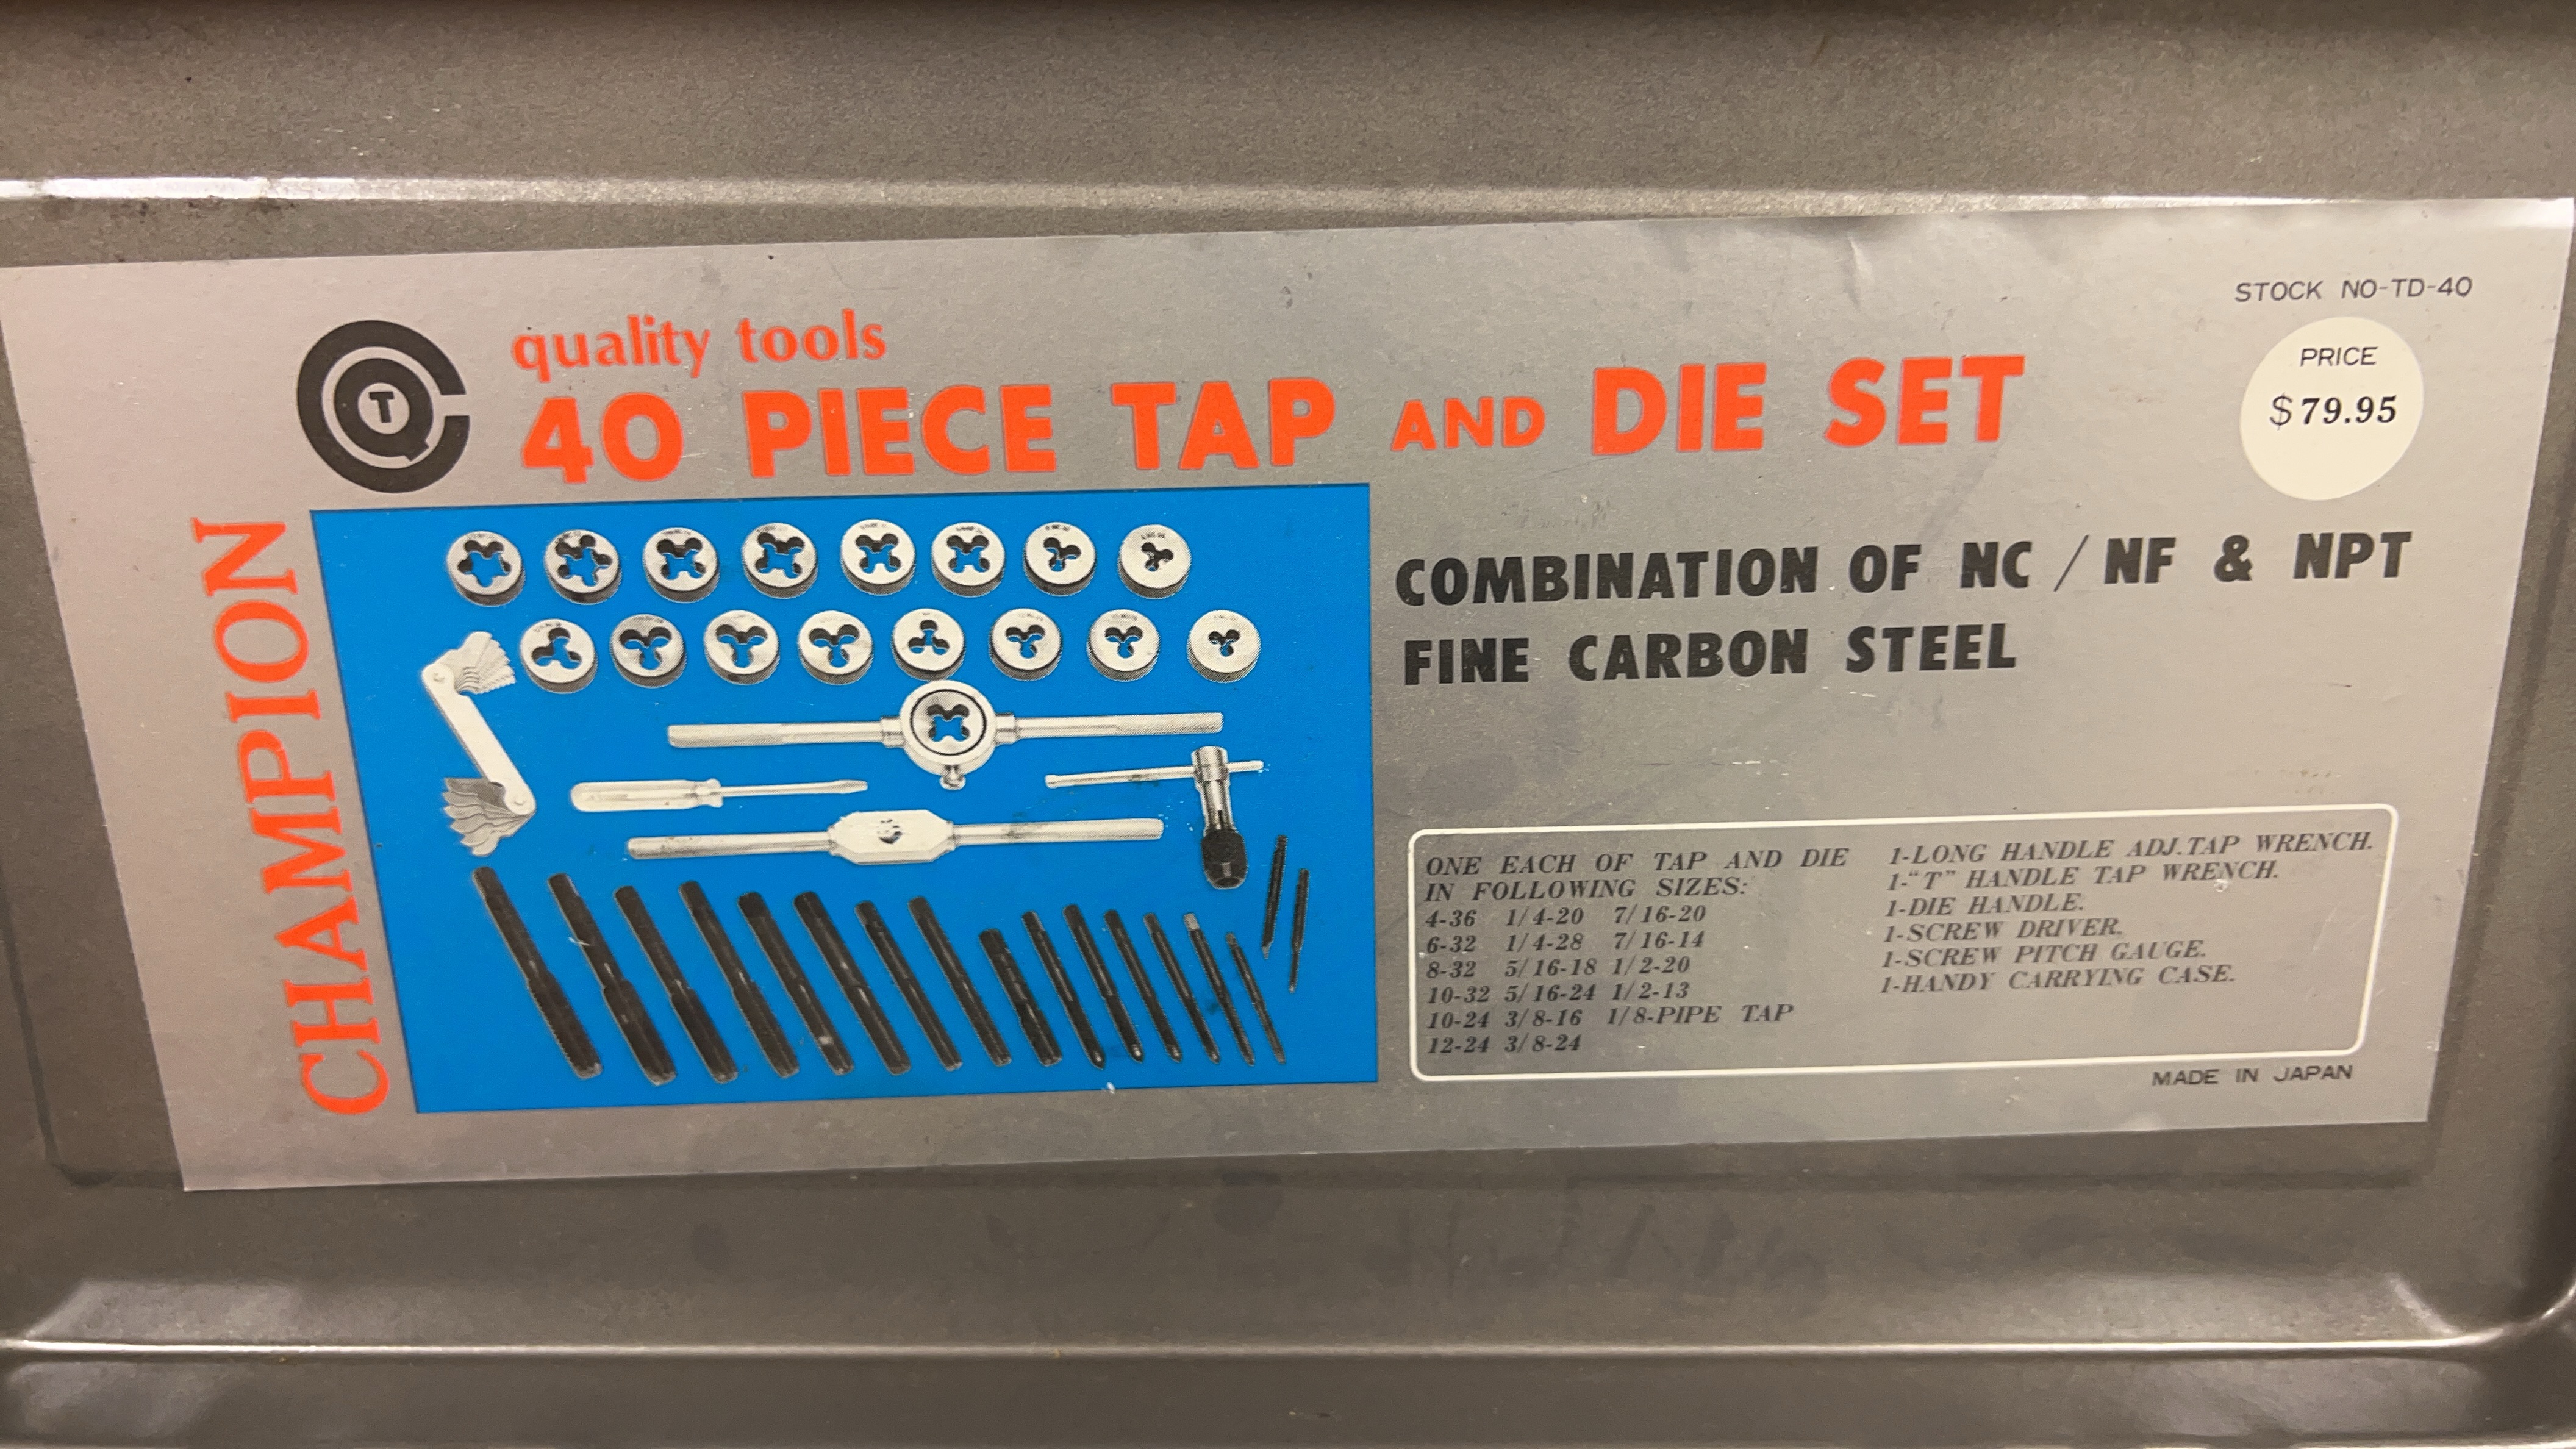 STOCK NO-TD-40
PRICE
$79.95
CQT
quality tools
40 PIECE TAP AND DIE SET
CHAMPION
COMBINATION OF NC / NF & NPT
FINE CARBON STEEL
ONE EACH OF TAP AND DIE
IN FOLLOWING SIZES:
4-36 1/4-20 7/16-20
6-32 1/4-28 7/16-14
8-32 5/16-18 1/2-20
10-32 5/16-24 1/2-13
10-24 3/8-16 1/8-PIPE TAP
12-24 3/8-24
1-LONG HANDLE ADJ.TAP WRENCH.
1-"T" HANDLE TAP WRENCH.
1-DIE HANDLE.
1-SCREW DRIVER.
1-SCREW PITCH GAUGE.
1-HANDY CARRYING CASE.
MADE IN JAPAN